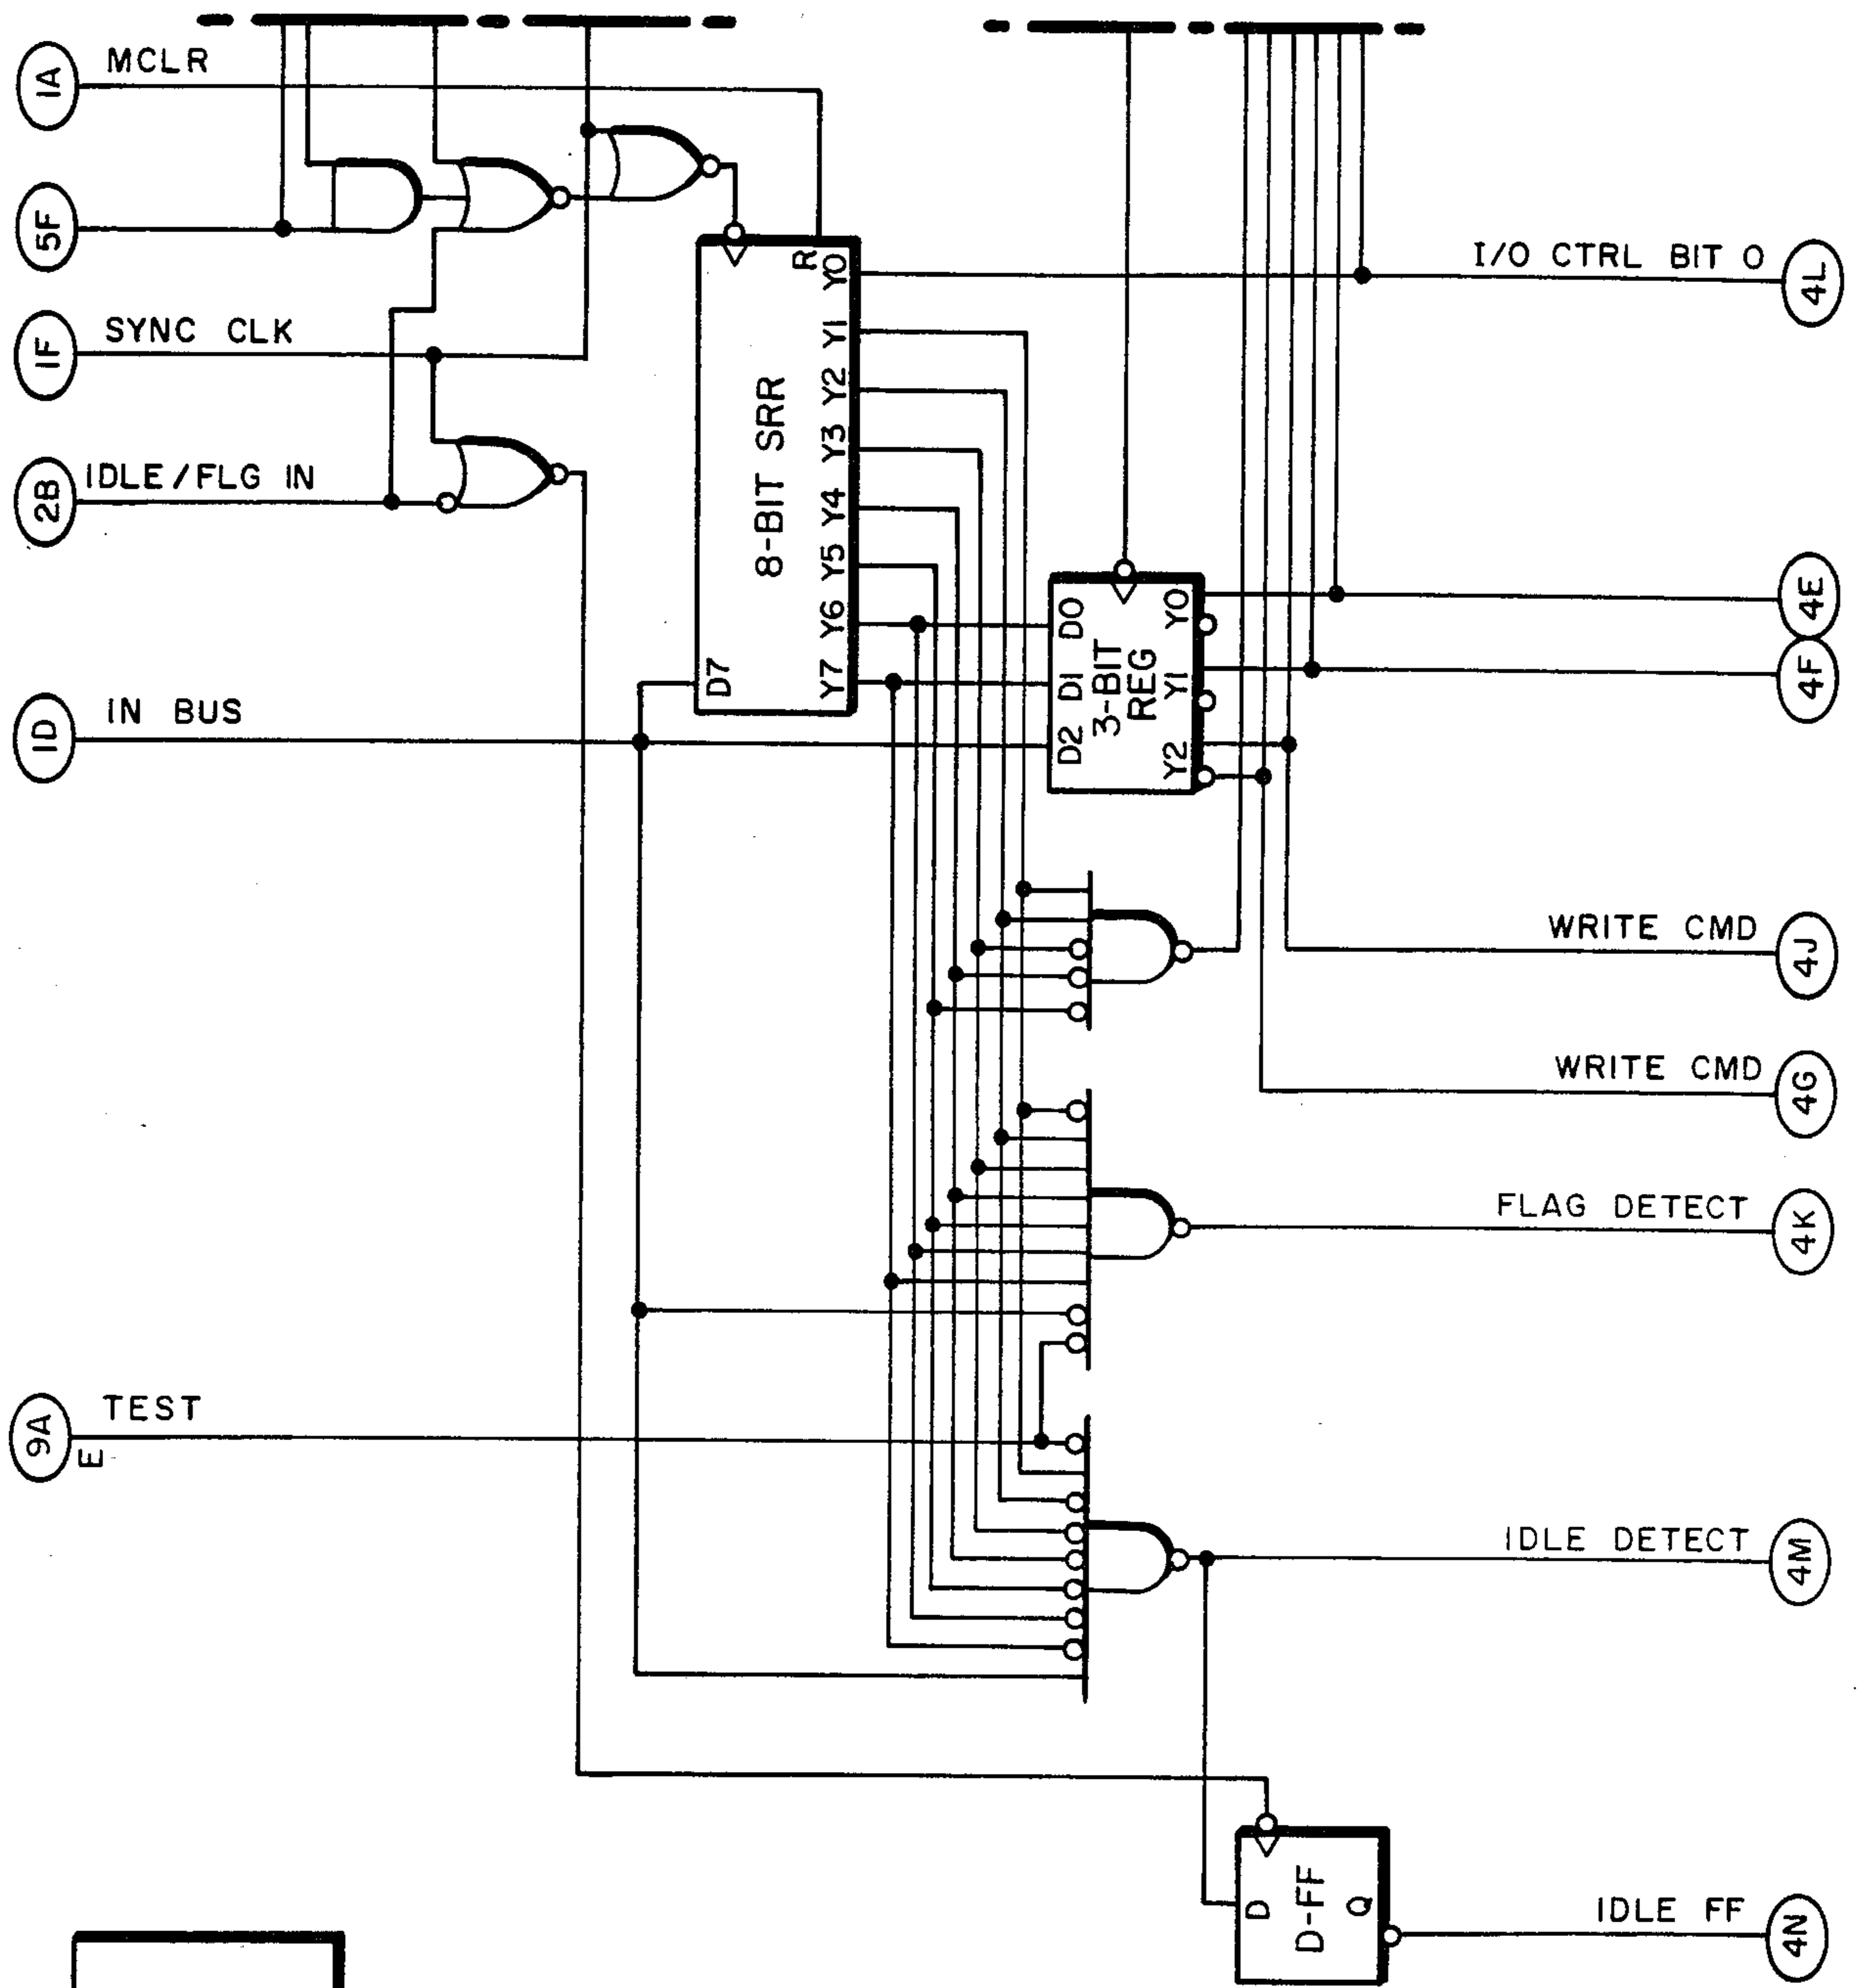 1A MCLR
5F
1F SYNC CLK
2B IDLE/FLG IN
1D IN BUS
9A TEST
E
R
Y0
Y1
Y2
Y3
Y4
Y5
Y6
Y7
8-BIT SRR
D7
D0
D1
D2
3-BIT
REG
Y0
Y1
Y2
I/O CTRL BIT 0 4L
4E
4F
WRITE CMD 4J
WRITE CMD 4G
FLAG DETECT 4K
IDLE DETECT 4M
D
D-FF
Q
IDLE FF 4N